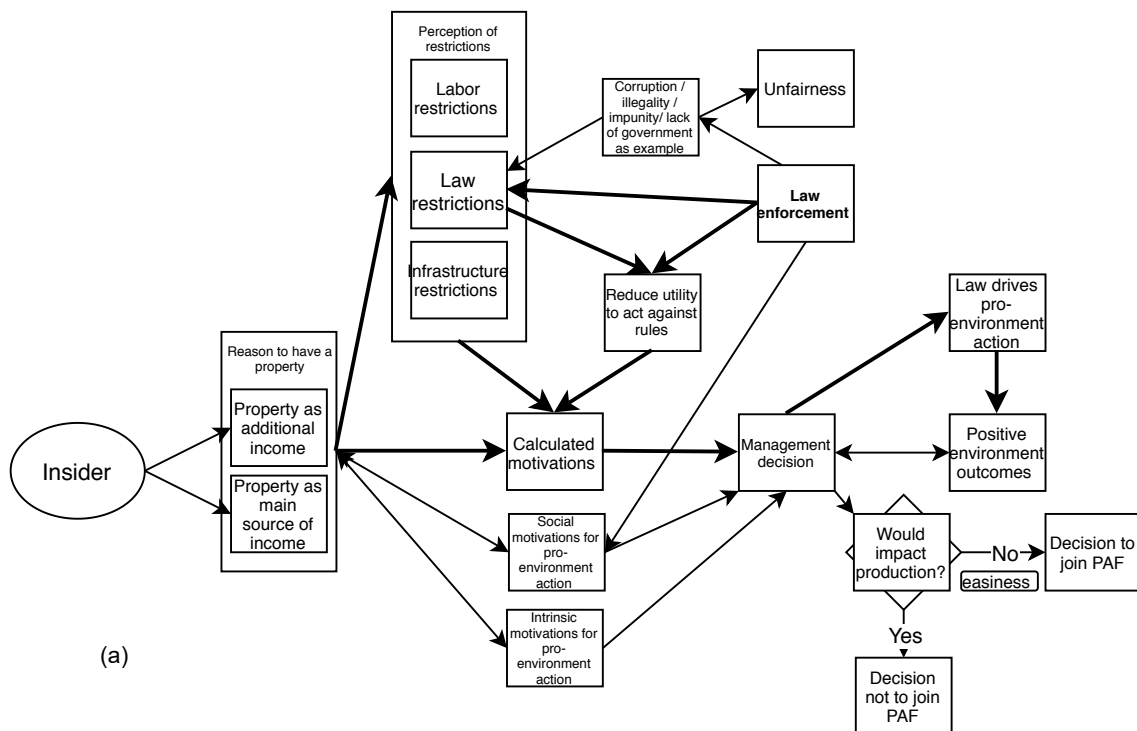 Perception of
restrictions
Labor
restrictions
Law
restrictions
Infrastructure
restrictions
Corruption /
illegality /
impunity/ lack
of government
as example
Unfairness
Law
enforcement
Reduce utility
to act against
rules
Law drives
pro-
environment
action
Reason to have a
property
Property as
additional
income
Property as
main
source of
income
Insider
Calculated
motivations
Management
decision
Positive
environment
outcomes
Social
motivations for
pro-
environment
action
Intrinsic
motivations for
pro-
environment
action
Would
impact
production?
No
easiness
Decision to
join PAF
Yes
Decision
not to join
PAF
(a)